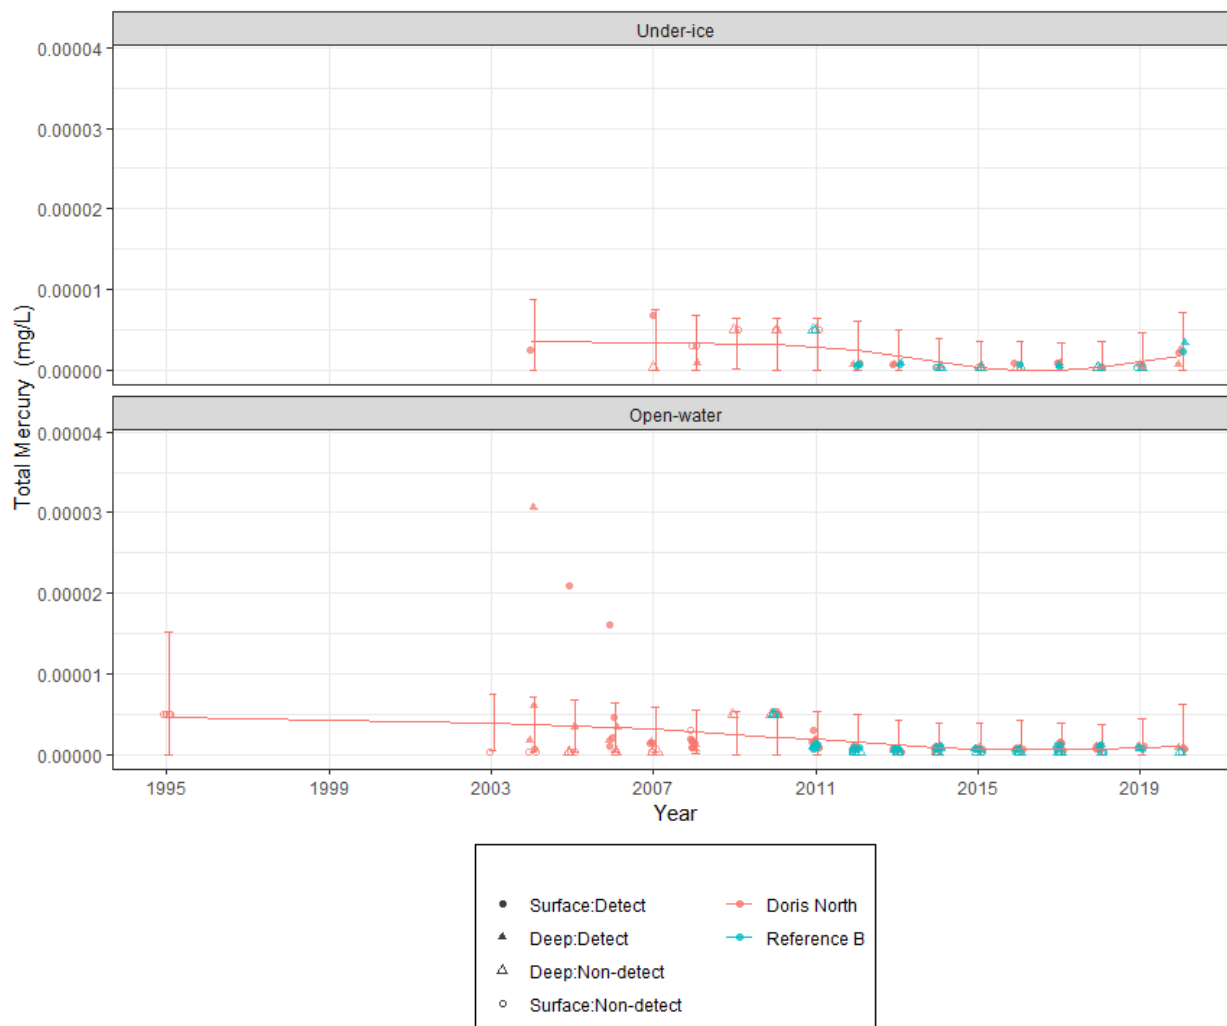 Under-ice
0.00004
0.00003
0.00002
0.00001
0.00000
Open-water
0.00004
0.00003
0.00002
0.00001
0.00000
Total Mercury (mg/L)
1995 1999 2003 2007 2011 2015 2019
Year
Surface:Detect Doris North
Deep:Detect Reference B
Deep:Non-detect
Surface:Non-detect